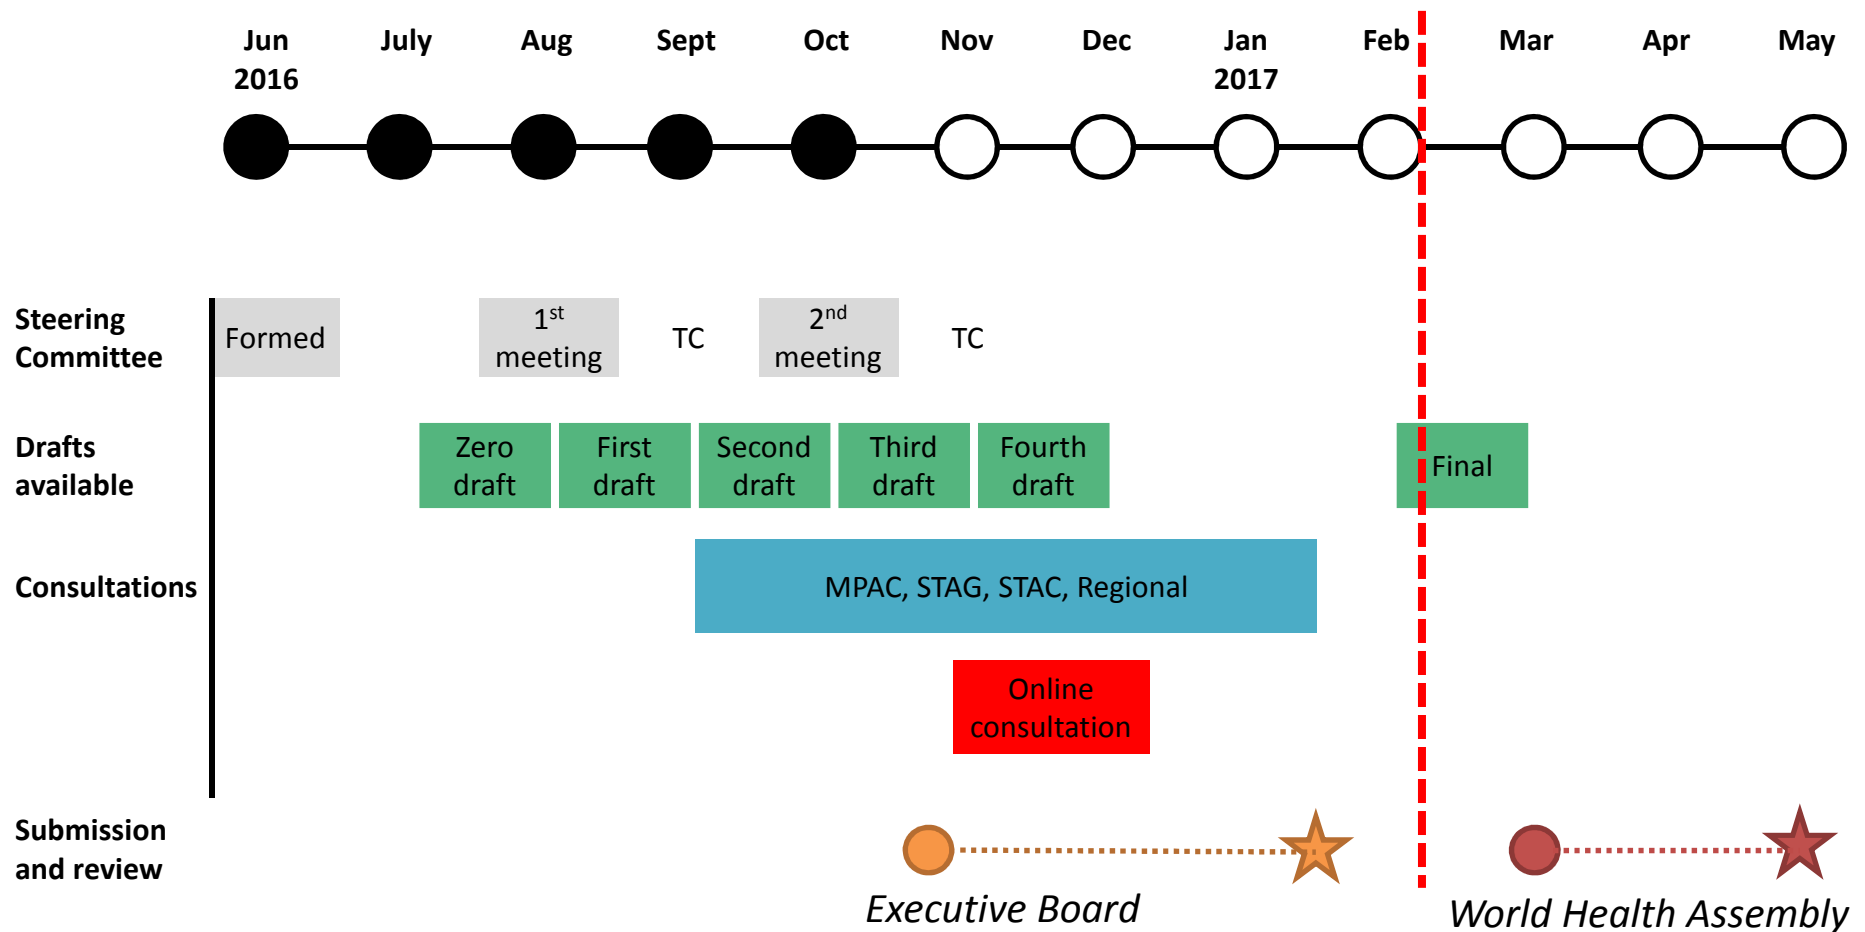 Jun July Aug Sept Oct Nov Dec Jan Feb Mar Apr May
2016 2017
Steering
Committee
Formed
1st
meeting
TC
2nd
meeting
TC
Drafts
available
Zero
draft
First
draft
Second
draft
Third
draft
Fourth
draft
Final
Consultations
MPAC, STAG, STAC, Regional
Online
consultation
Submission
and review
Executive Board
World Health Assembly